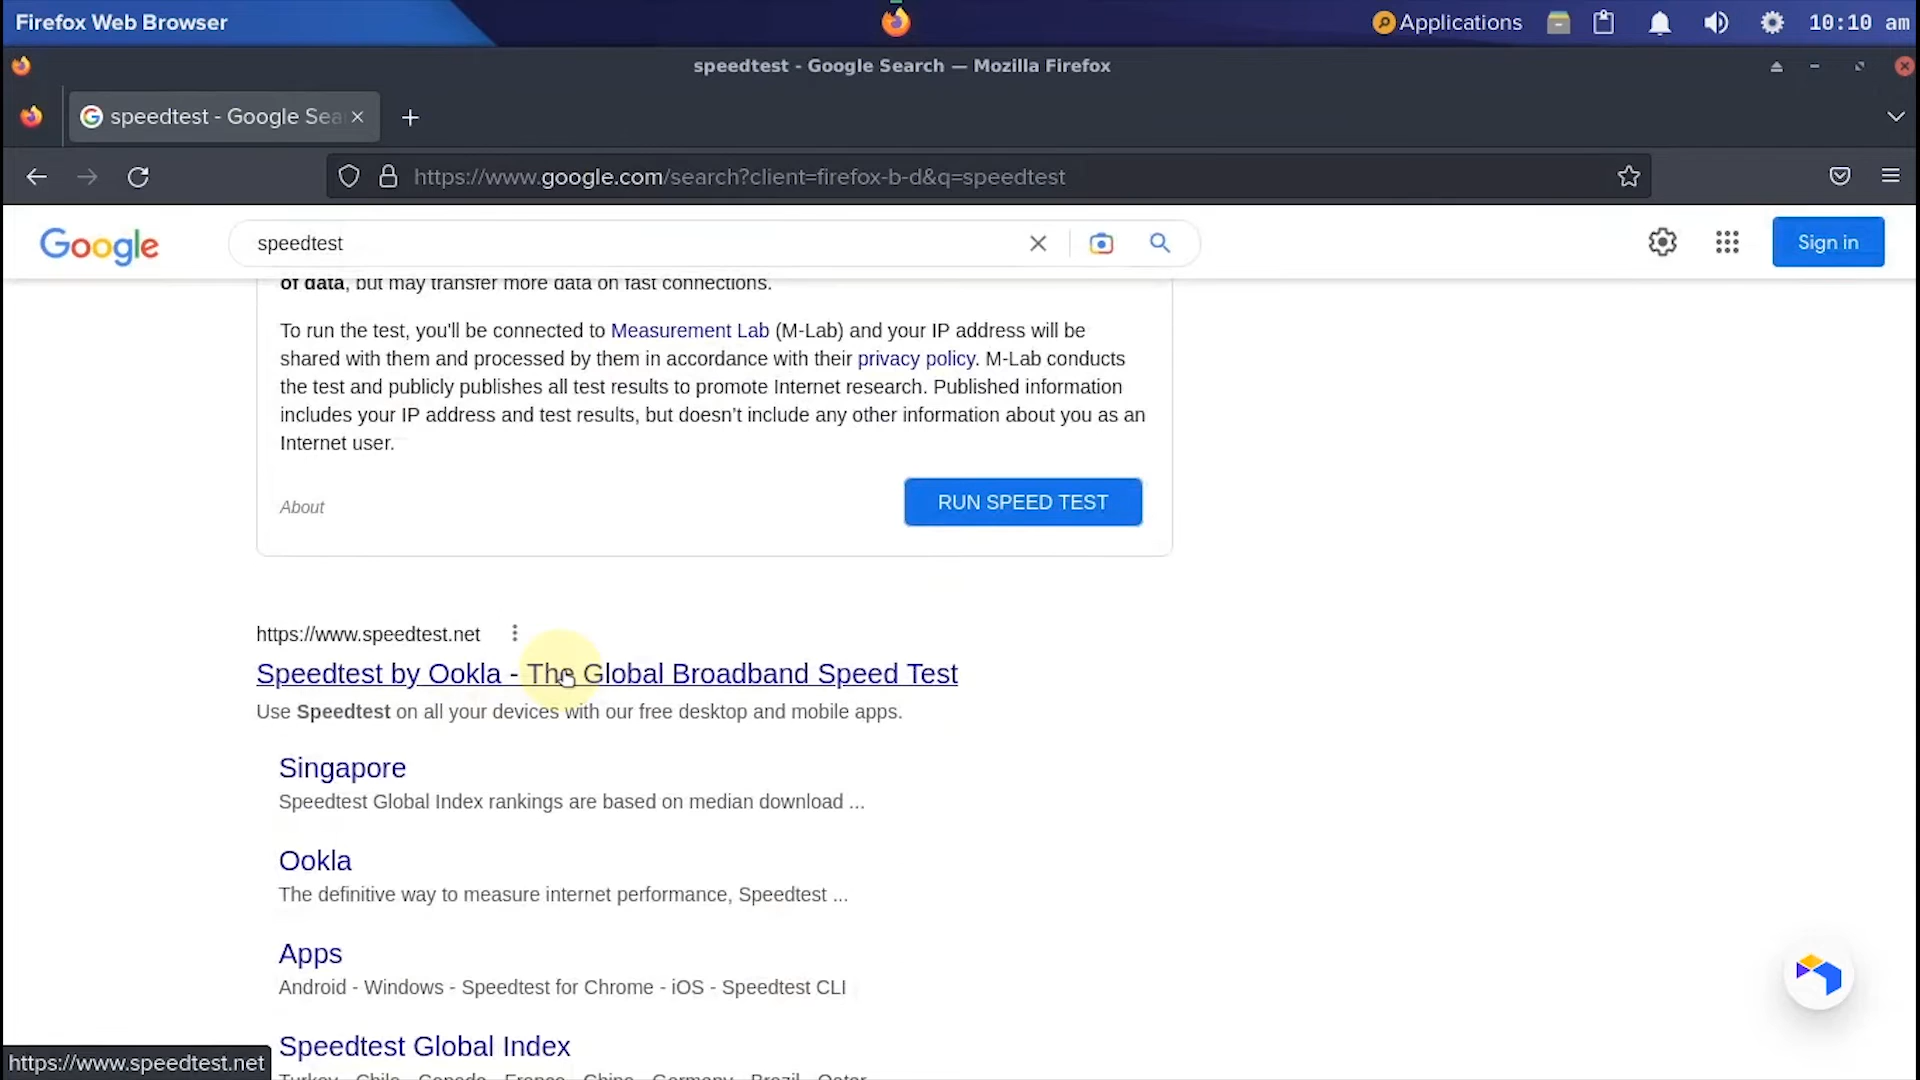 Firefox Web Browser
Applications
10:10 am
speedtest - Google Search — Mozilla Firefox
speedtest - Google Sea
https://www.google.com/search?client=firefox-b-d&q=speedtest
Google
speedtest
Sign in
of data, but may transfer more data on fast connections.
To run the test, you'll be connected to Measurement Lab (M-Lab) and your IP address will be
shared with them and processed by them in accordance with their privacy policy. M-Lab conducts
the test and publicly publishes all test results to promote Internet research. Published information
includes your IP address and test results, but doesn’t include any other information about you as an
Internet user.
About
RUN SPEED TEST
https://www.speedtest.net
Speedtest by Ookla - The Global Broadband Speed Test
Use Speedtest on all your devices with our free desktop and mobile apps.
Singapore
Speedtest Global Index rankings are based on median download ...
Ookla
The definitive way to measure internet performance, Speedtest ...
Apps
Android - Windows - Speedtest for Chrome - iOS - Speedtest CLI
Speedtest Global Index
https://www.speedtest.net
Turkey - Chile - Canada - France - China - Germany - Brazil - Qatar